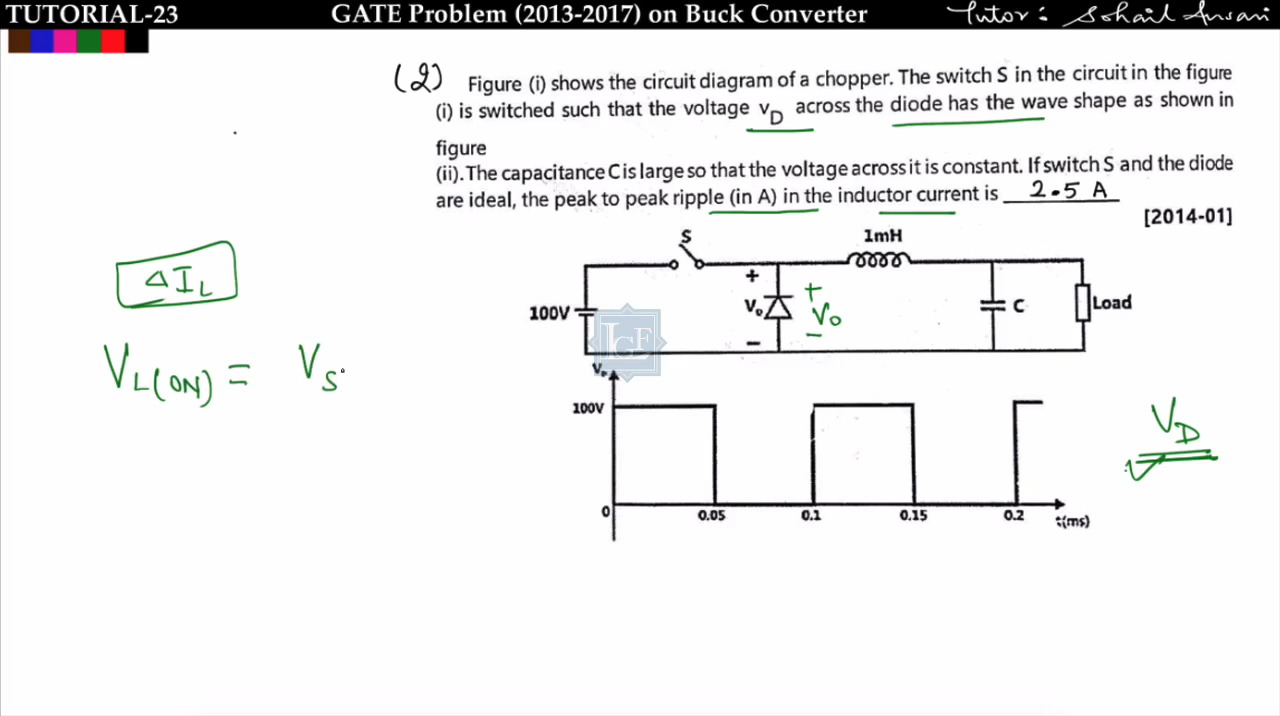 TUTORIAL-23 GATE Problem (2013-2017) on Buck Converter Tutor: Sohail Ansari
(2) Figure (i) shows the circuit diagram of a chopper. The switch S in the circuit in the figure
(i) is switched such that the voltage vD across the diode has the wave shape as shown in
figure
(ii). The capacitance C is large so that the voltage across it is constant. If switch S and the diode
are ideal, the peak to peak ripple (in A) in the inductor current is 2.5 A
[2014-01]
S 1mH
ΔIL
+ +
100V VD Vo C Load
- -
IGF
VL(ON) = Vs
100V
VD
0 0.05 0.1 0.15 0.2 t(ms)